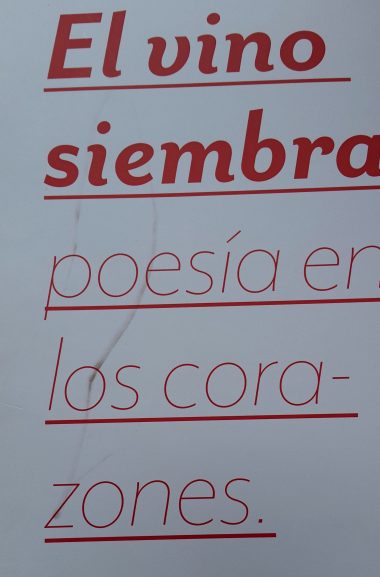 El vino
siembra
poesía en
los cora-
zones.